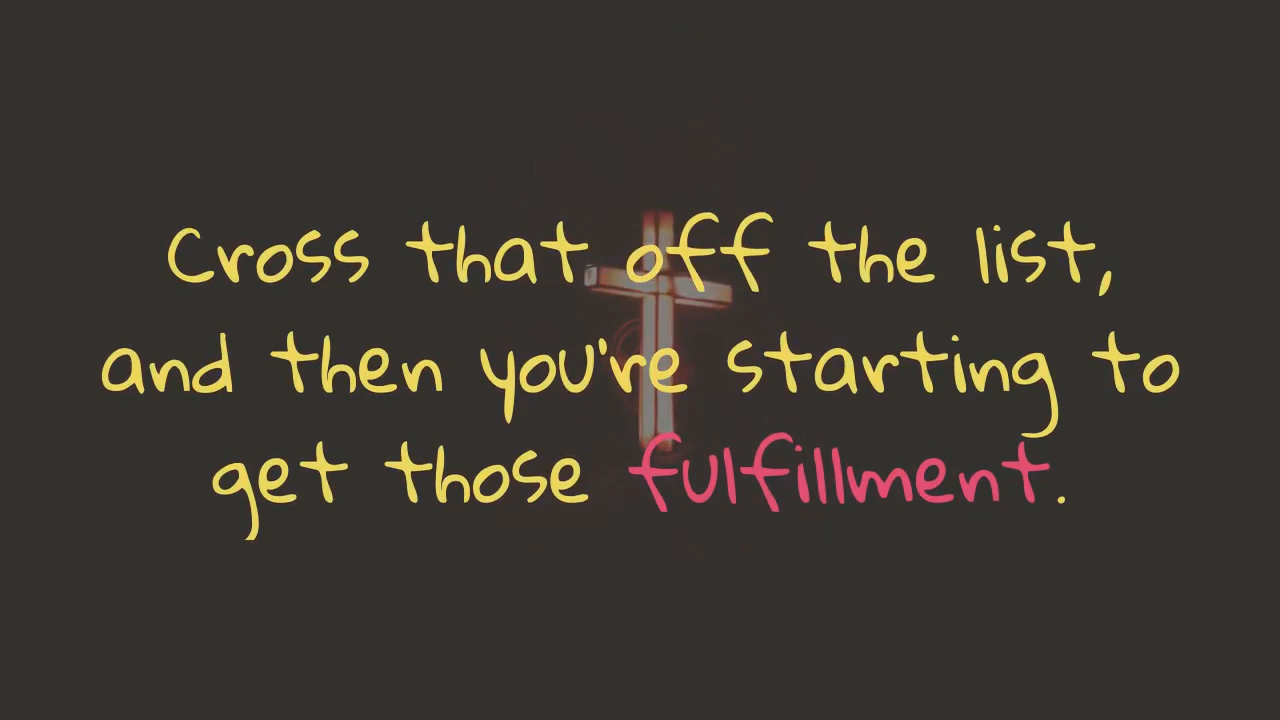 Cross that off the list,
and then you're starting to
get those fulfillment.